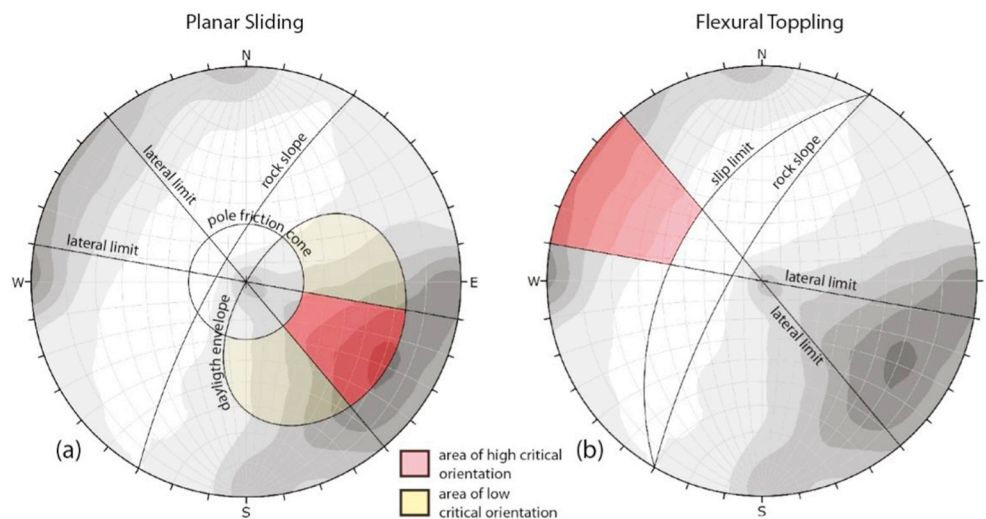 Planar Sliding
N
lateral limit
rock slope
pole friction cone
lateral limit
W
E
dayligth envelope
S
(a)
Flexural Toppling
N
slip limit
rock slope
W
lateral limit
lateral limit
S
(b)
area of high critical
orientation
area of low
critical orientation